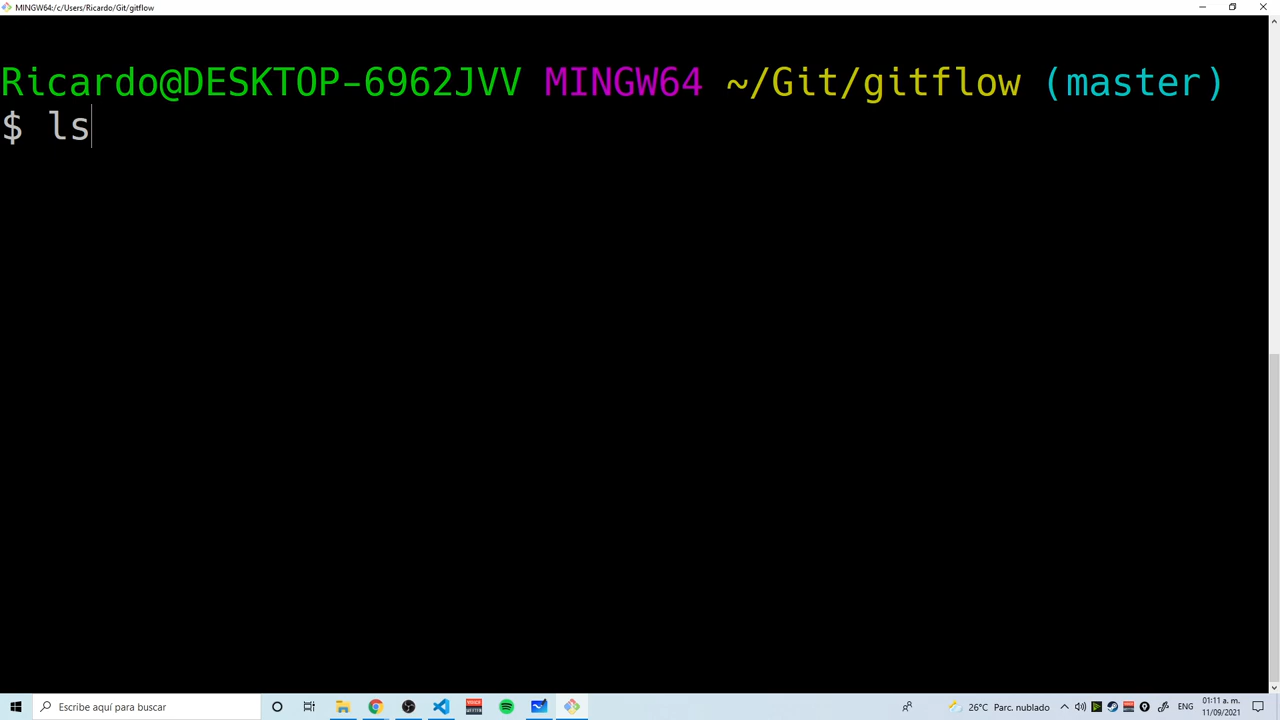 MINGW64:/c/Users/Ricardo/Git/gitflow
Ricardo@DESKTOP-6962JVV MINGW64 ~/Git/gitflow (master)
$ ls
Escribe aquí para buscar
26°C Parc. nublado
ENG
01:11 a. m.
11/09/2021